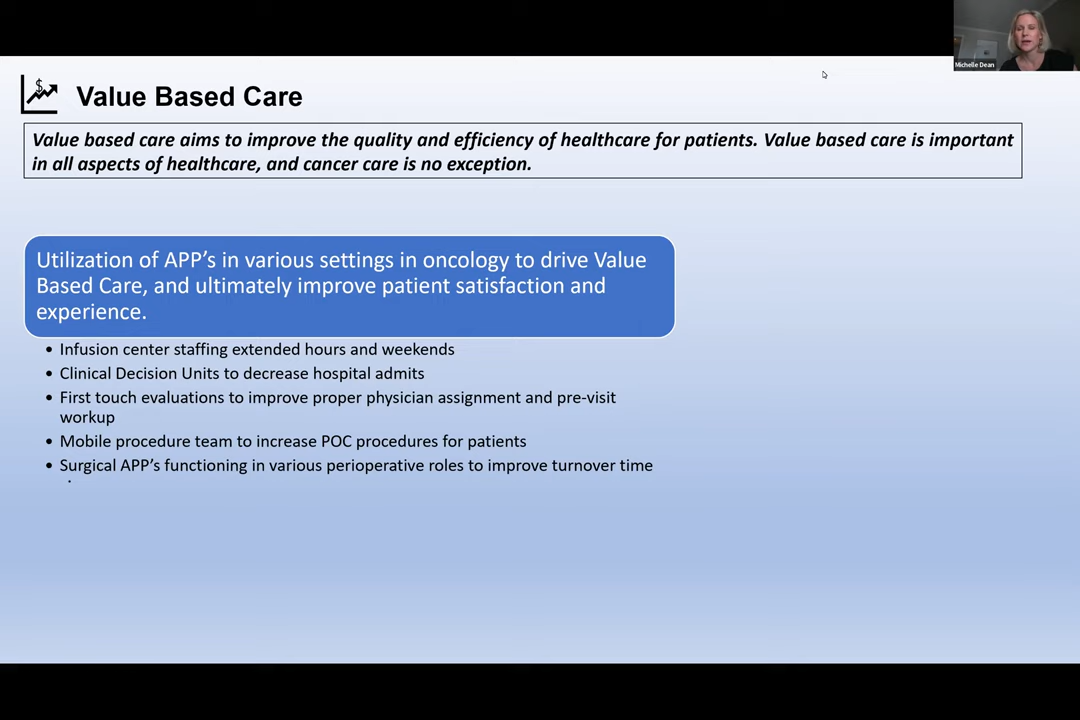 Michelle Dean
$
Value Based Care
Value based care aims to improve the quality and efficiency of healthcare for patients. Value based care is important
in all aspects of healthcare, and cancer care is no exception.
Utilization of APP's in various settings in oncology to drive Value
Based Care, and ultimately improve patient satisfaction and
experience.
• Infusion center staffing extended hours and weekends
• Clinical Decision Units to decrease hospital admits
• First touch evaluations to improve proper physician assignment and pre-visit
workup
• Mobile procedure team to increase POC procedures for patients
• Surgical APP's functioning in various perioperative roles to improve turnover time